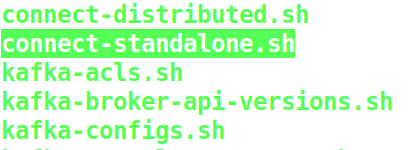 connect-distributed.sh
connect-standalone.sh
kafka-acls.sh
kafka-broker-api-versions.sh
kafka-configs.sh